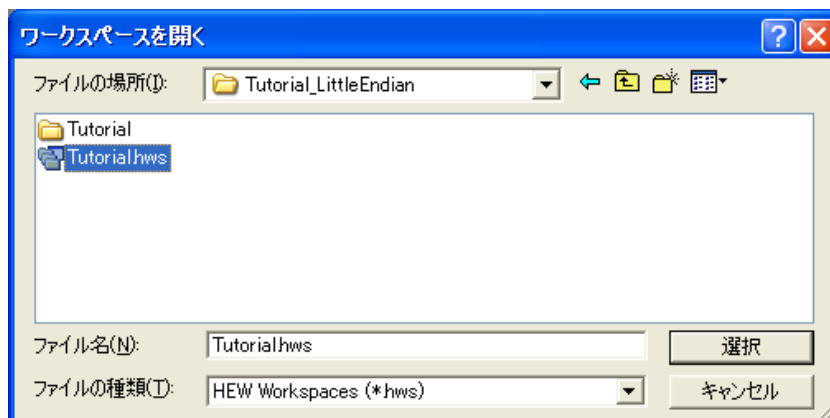 ワークスペースを開く
ファイルの場所(I):
Tutorial_LittleEndian
Tutorial
Tutorial.hws
ファイル名(N):
Tutorial.hws
選択
ファイルの種類(T):
HEW Workspaces (*.hws)
キャンセル